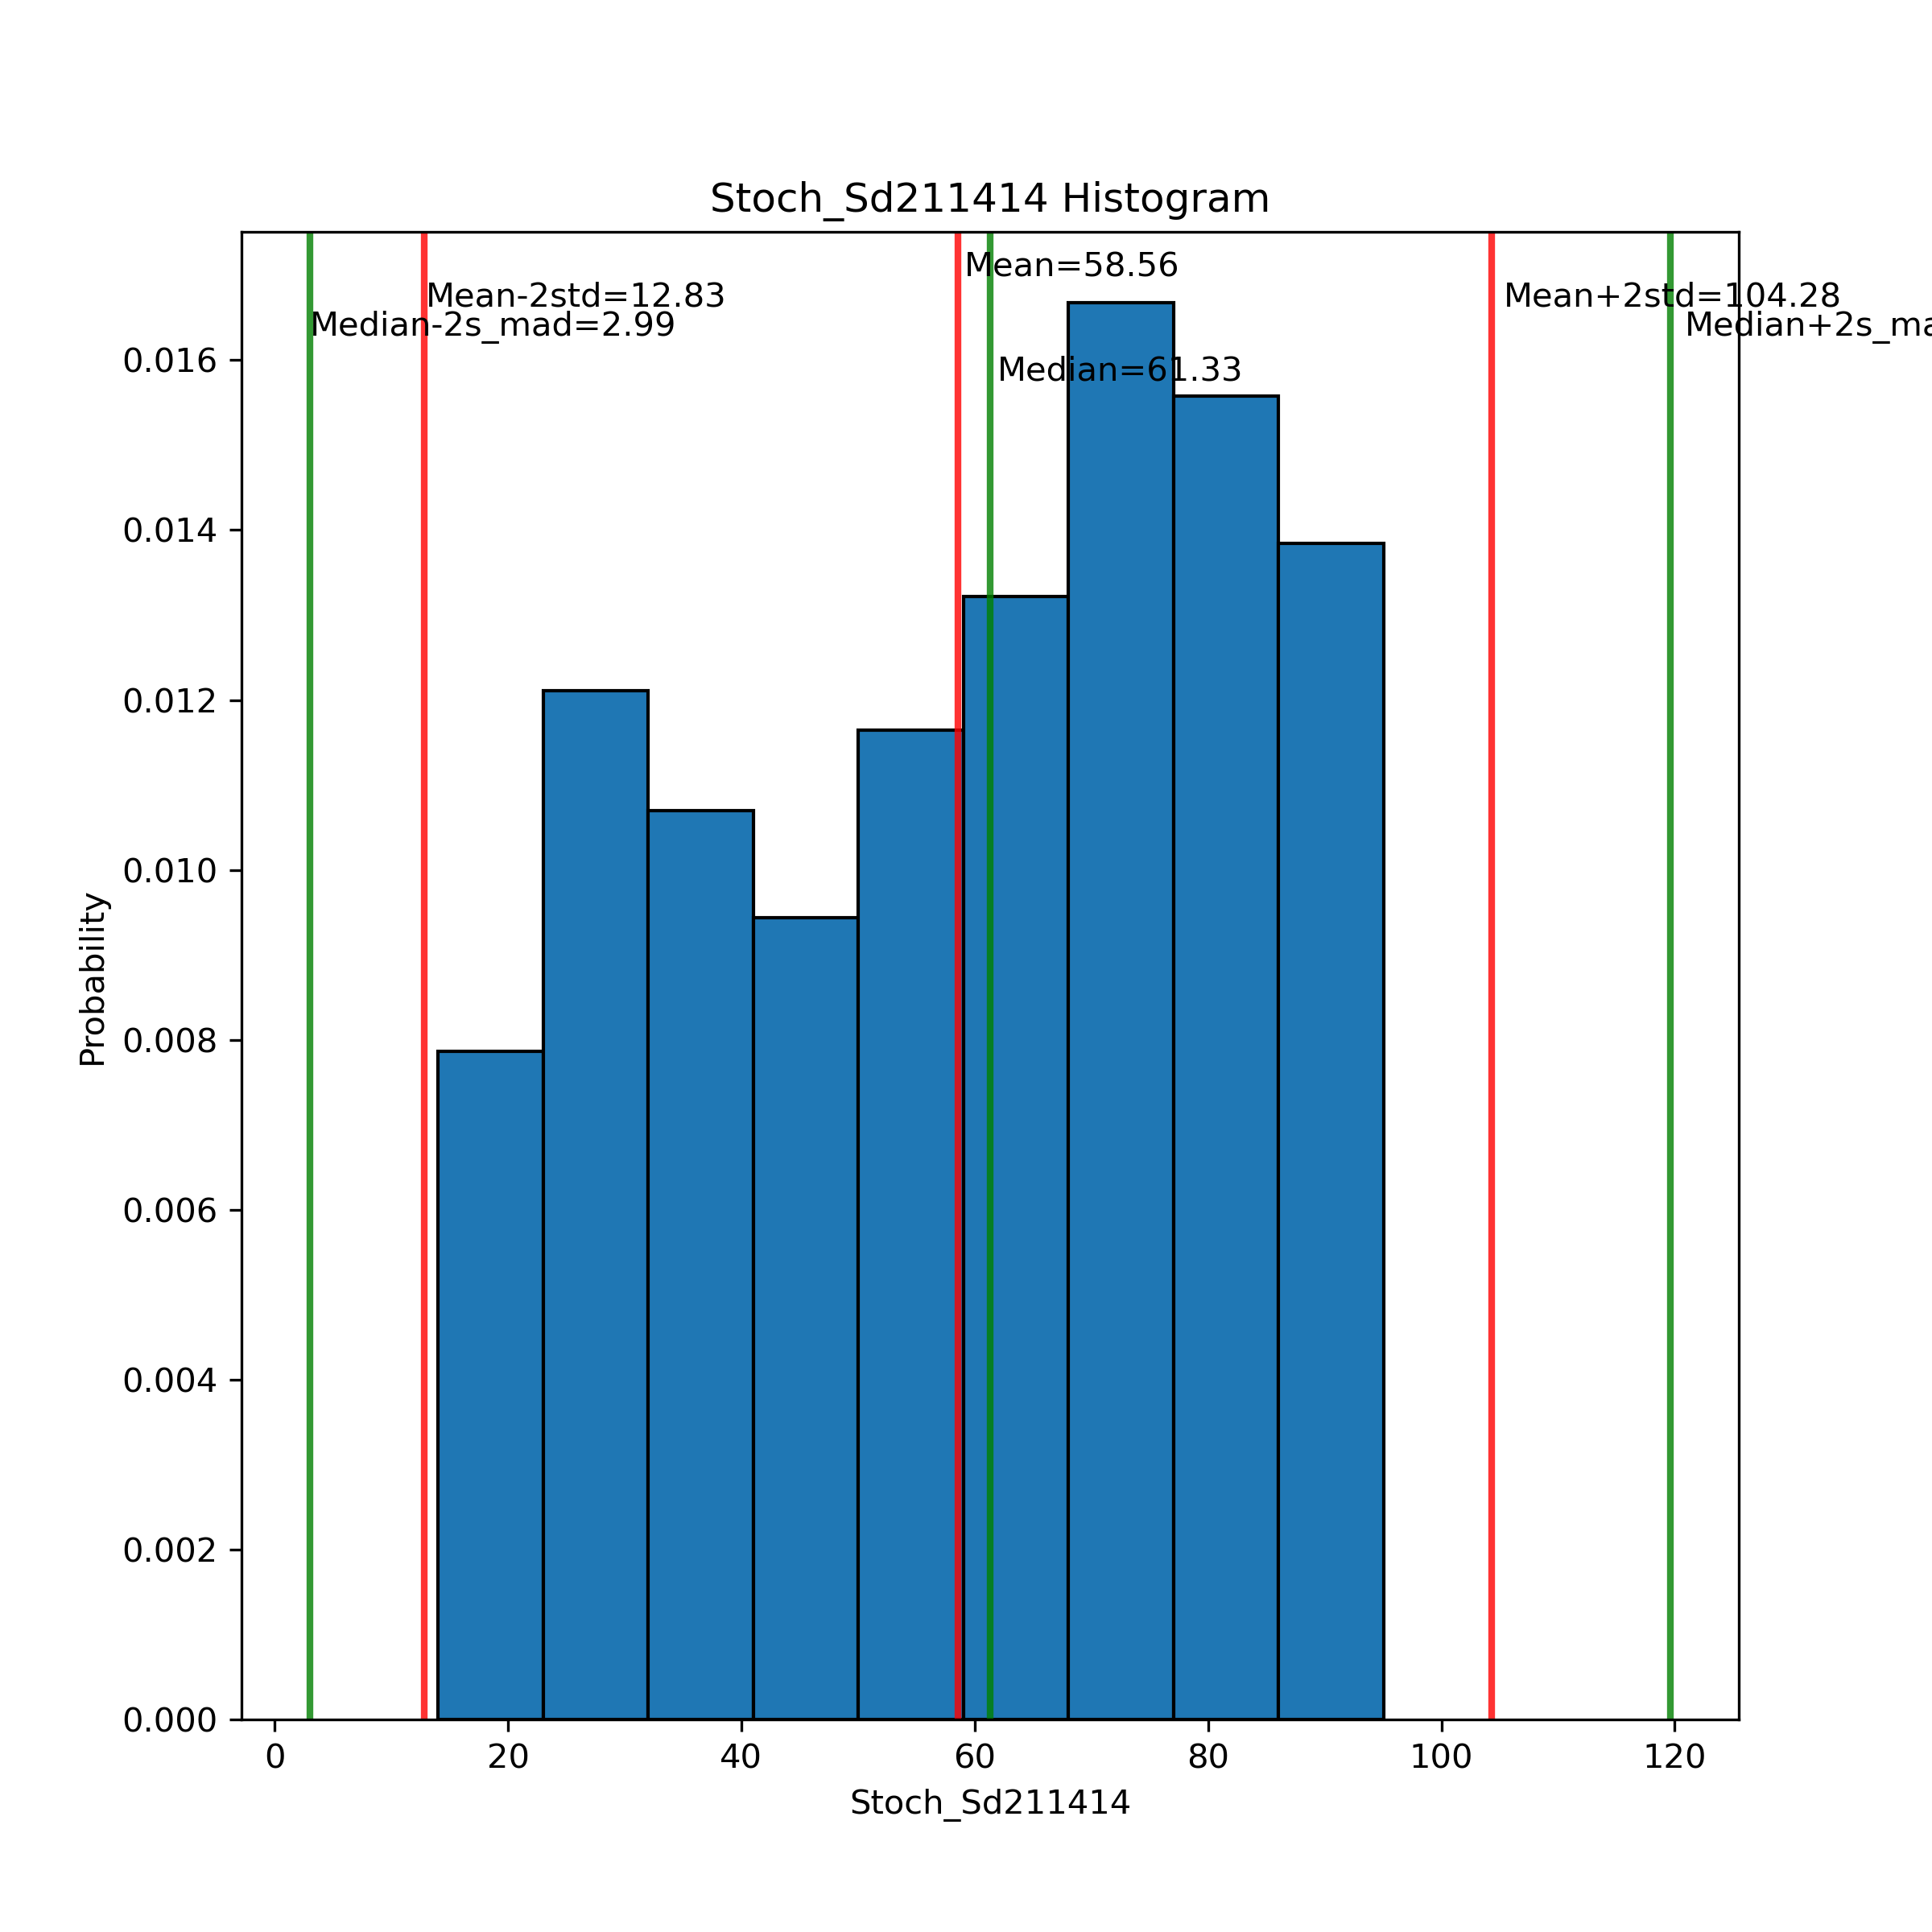 Stoch_Sd211414 Histogram
Mean=58.56
Mean-2std=12.83
Mean+2std=104.28
Median-2s_mad=2.99
Median+2s_ma
Median=61.33
0.016
0.014
0.012
0.010
0.008
0.006
0.004
0.002
0.000
Probability
0 20 40 60 80 100 120
Stoch_Sd211414